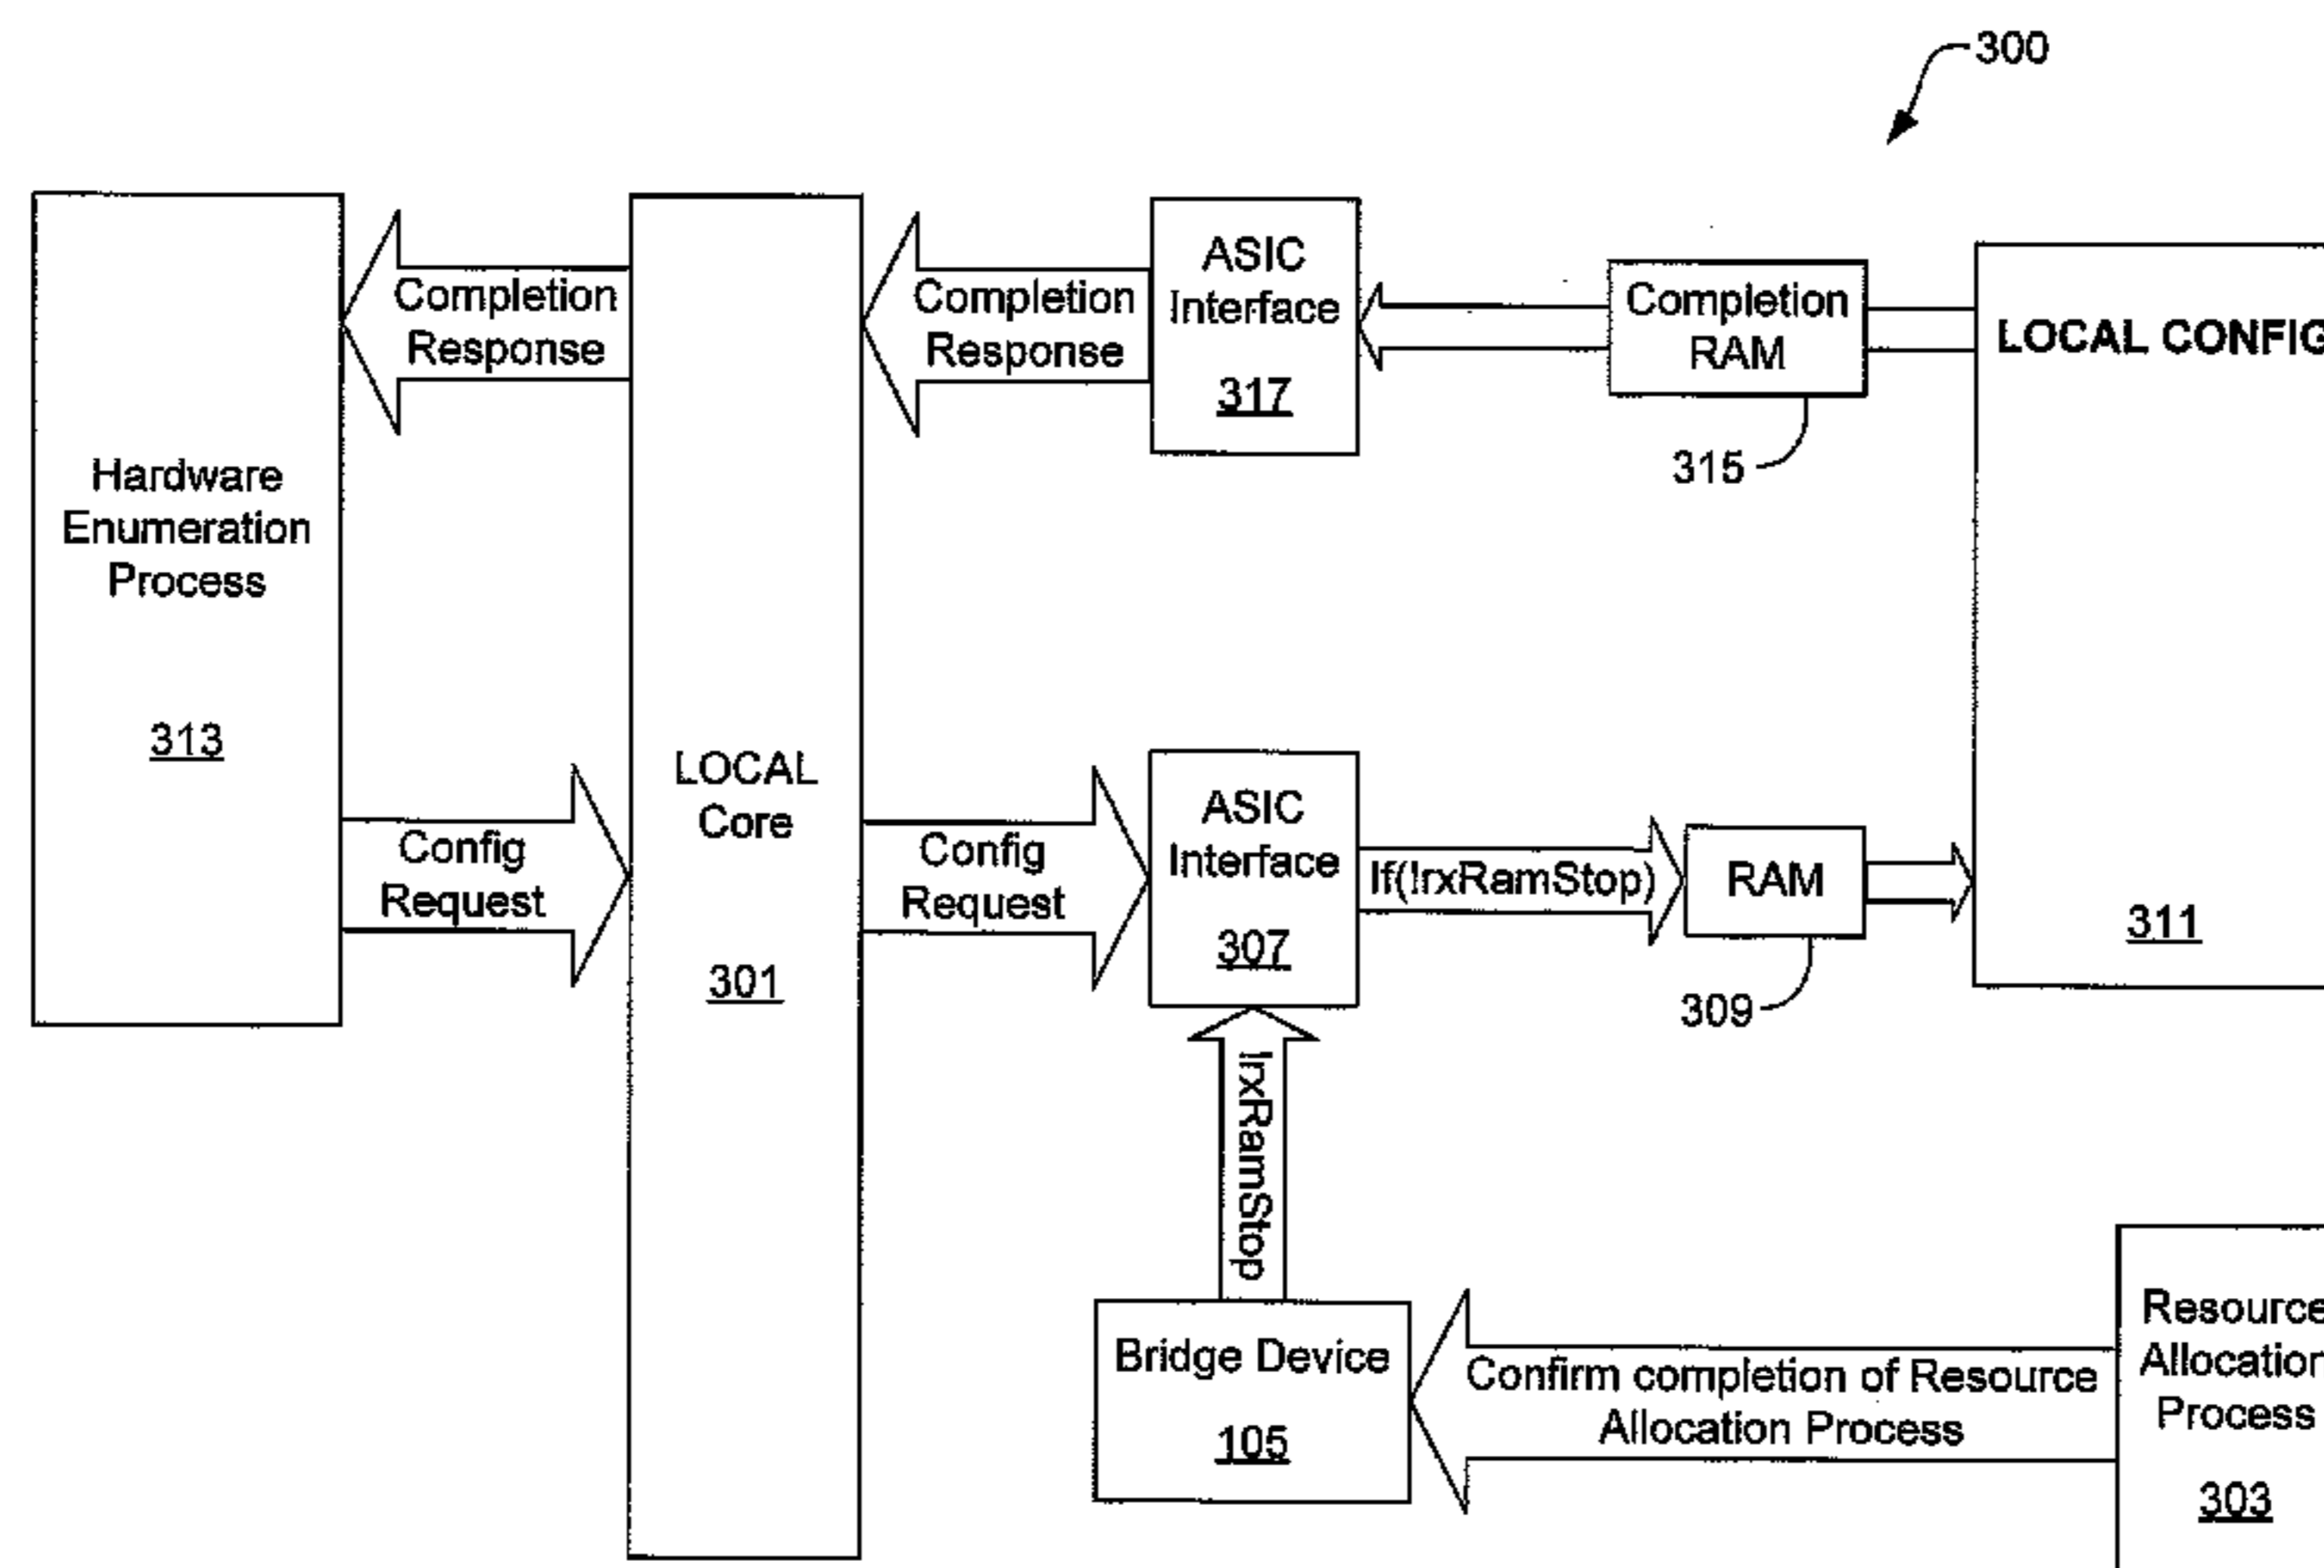 300
Hardware
Enumeration
Process
313
Completion
Response
Config
Request
LOCAL
Core
301
Completion
Response
Config
Request
ASIC
Interface
317
Completion
RAM
315
LOCAL CONFIG
311
ASIC
Interface
307
If(!rxRamStop)
RAM
309
!rxRamStop
Bridge Device
105
Confirm completion of Resource
Allocation Process
Resource
Allocation
Process
303